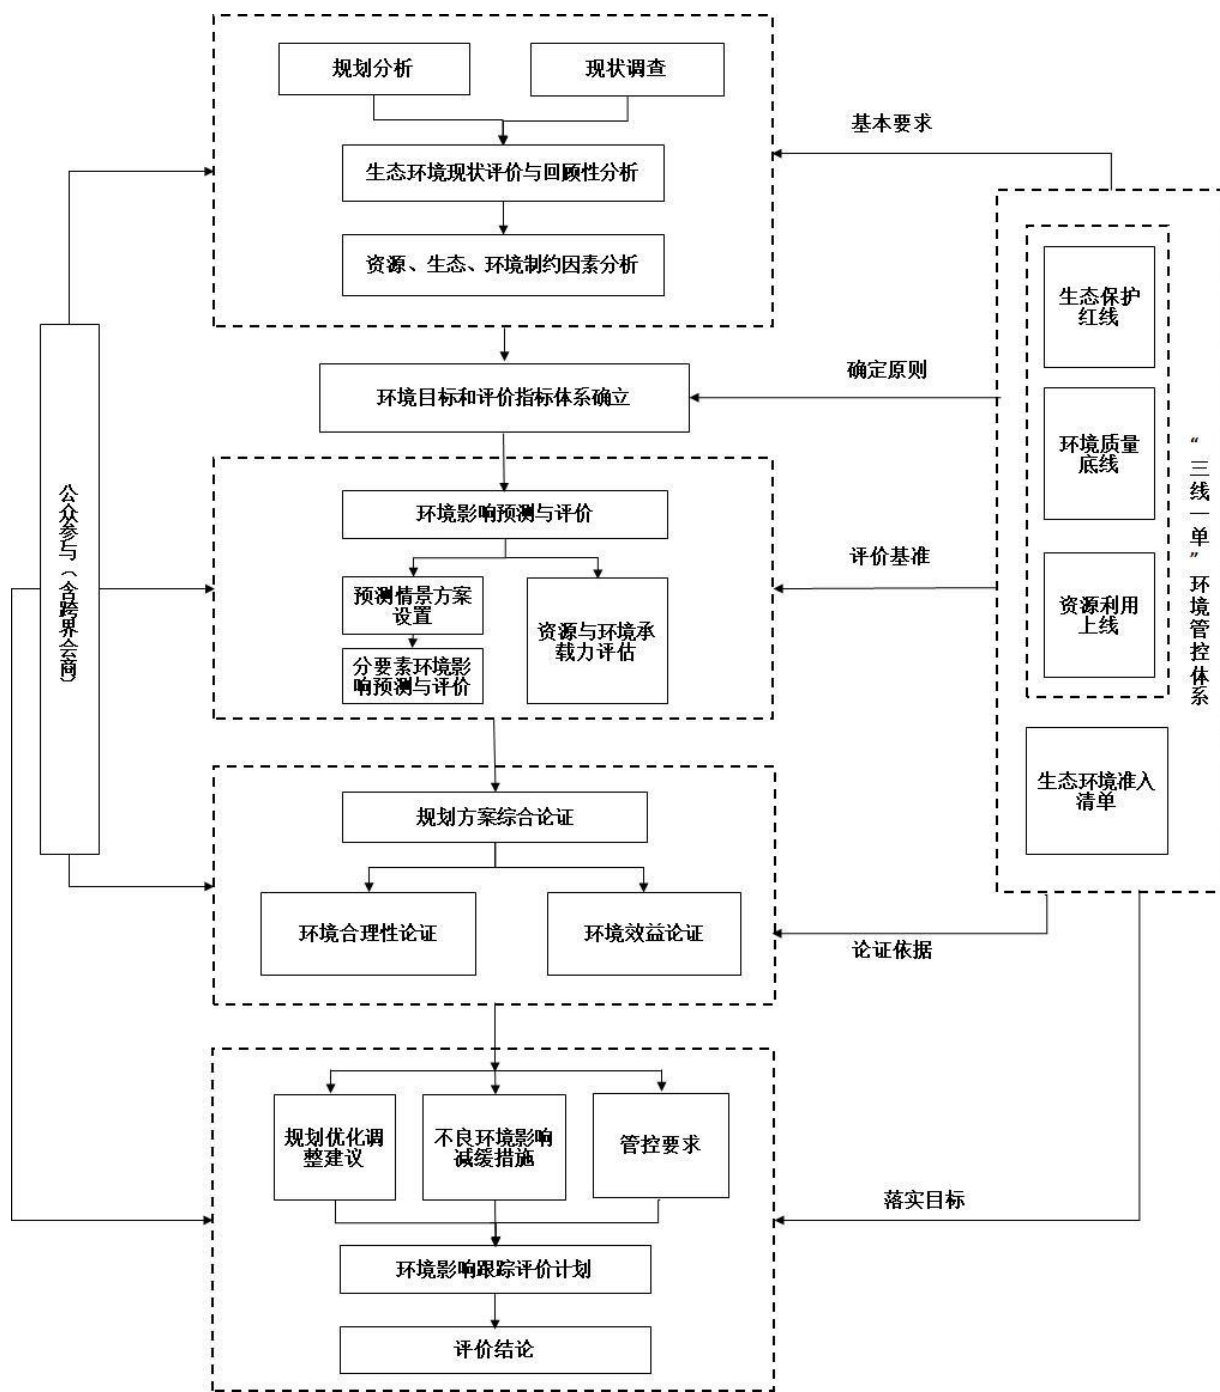 规划分析
现状调查
基本要求
生态环境现状评价与回顾性分析
资源、生态、环境制约因素分析
生态保护
红线
确定原则
环境目标和评价指标体系确立
环境质量
底线
“三线一单”环境管控体系
公众参与（含跨界会商）
环境影响预测与评价
评价基准
预测情景方案
设置
资源与环境承
载力评估
资源利用
上线
分要素环境影
响预测与评价
生态环境准入
清单
规划方案综合论证
环境合理性论证
环境效益论证
论证依据
规划优化调
整建议
不良环境影响
减缓措施
管控要求
落实目标
环境影响跟踪评价计划
评价结论